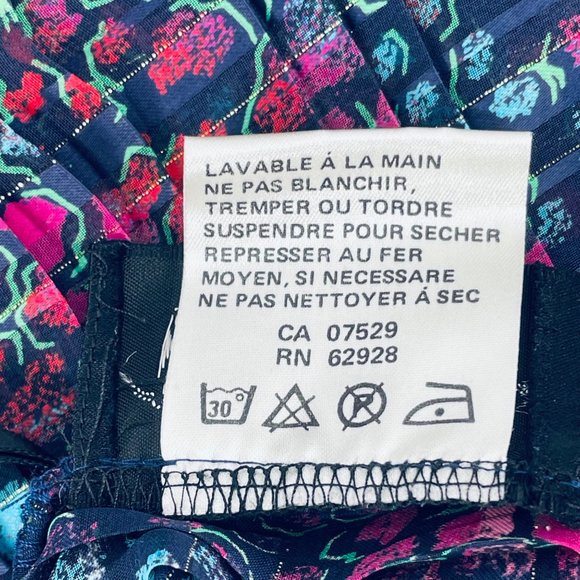 LAVABLE Á LA MAIN
NE PAS BLANCHIR,
TREMPER OU TORDRE
SUSPENDRE POUR SECHER
REPRESSER AU FER
MOYEN, SI NECESSARE
NE PAS NETTOYER Á SEC
CA 07529
RN 62928
30 P